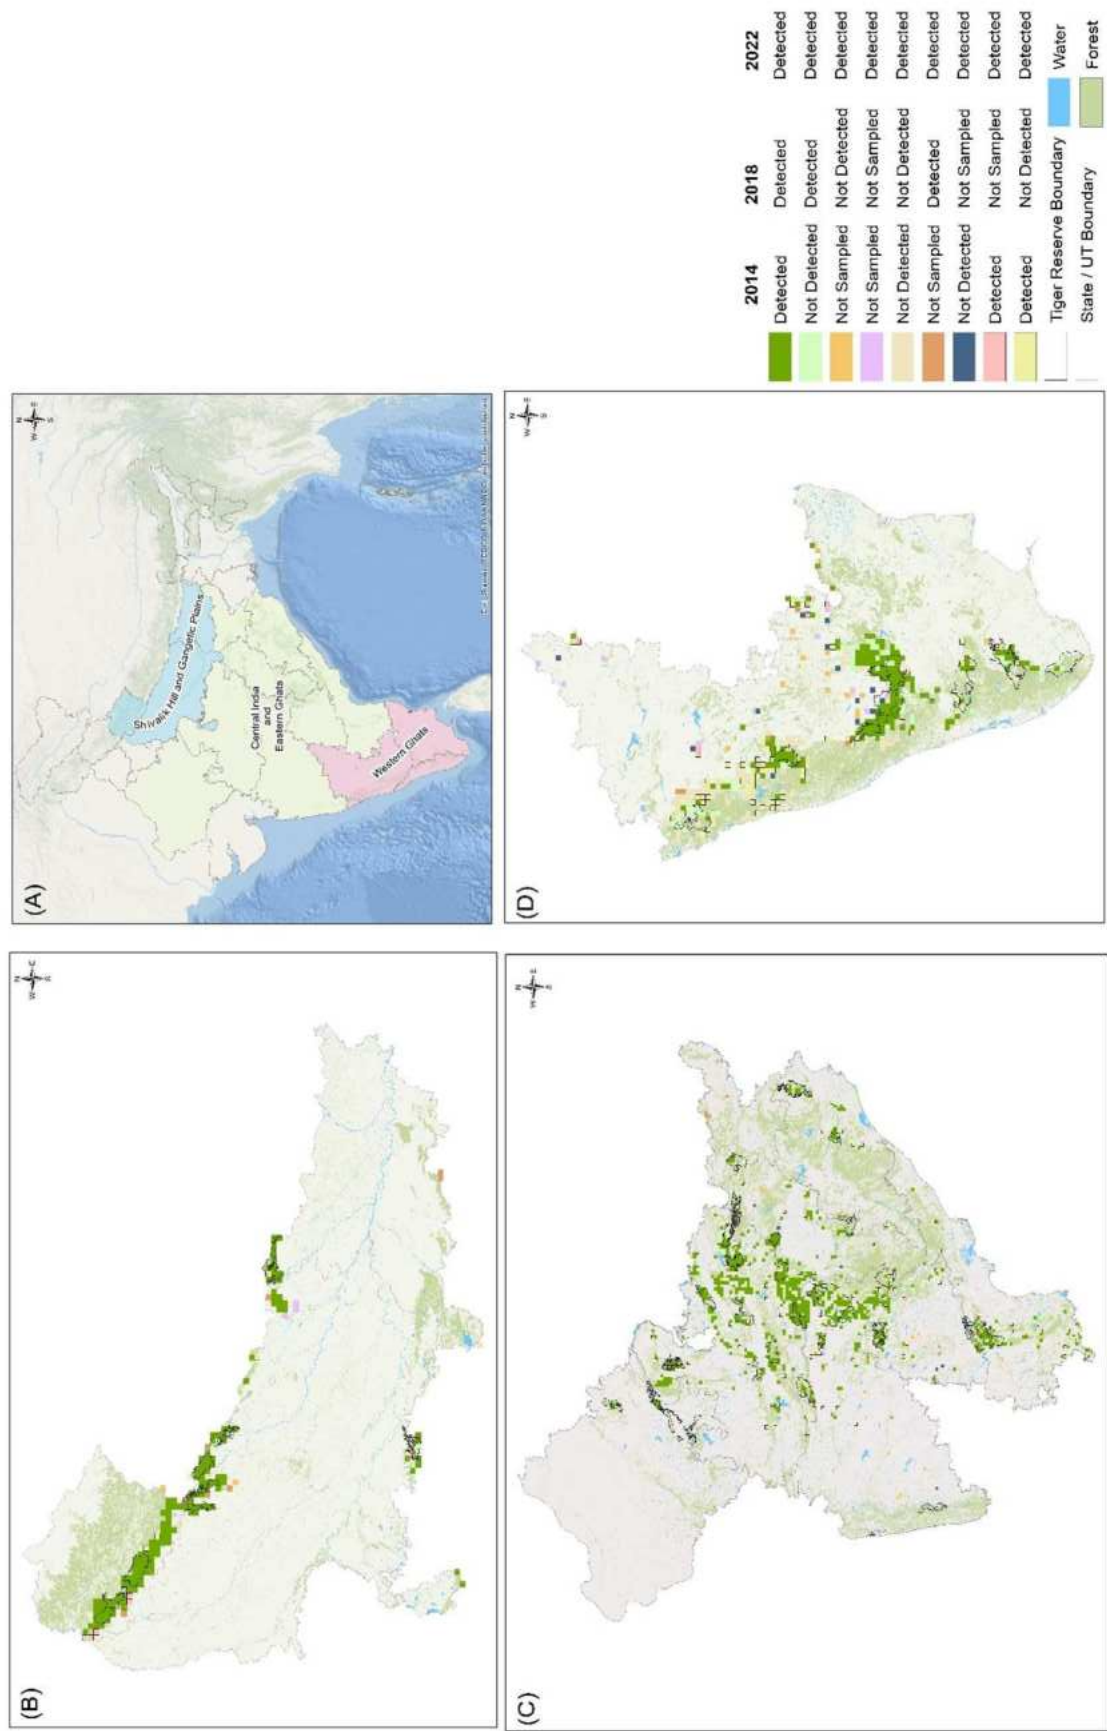 (A)
N
W
E
S
Shivalik Hill and Gangetic Plains
Central India
and
Eastern Ghats
Western Ghats
(B)
N
W
(C)
N
W
E
S
(D)
N
W
E
S
2014 2018 2022
Detected Detected Detected
Not Detected Detected Detected
Not Sampled Not Detected Detected
Not Sampled Not Sampled Detected
Not Detected Not Detected Detected
Not Sampled Detected Detected
Not Detected Not Sampled Detected
Detected Not Sampled Detected
Detected Not Detected Detected
Tiger Reserve Boundary Water
State / UT Boundary Forest